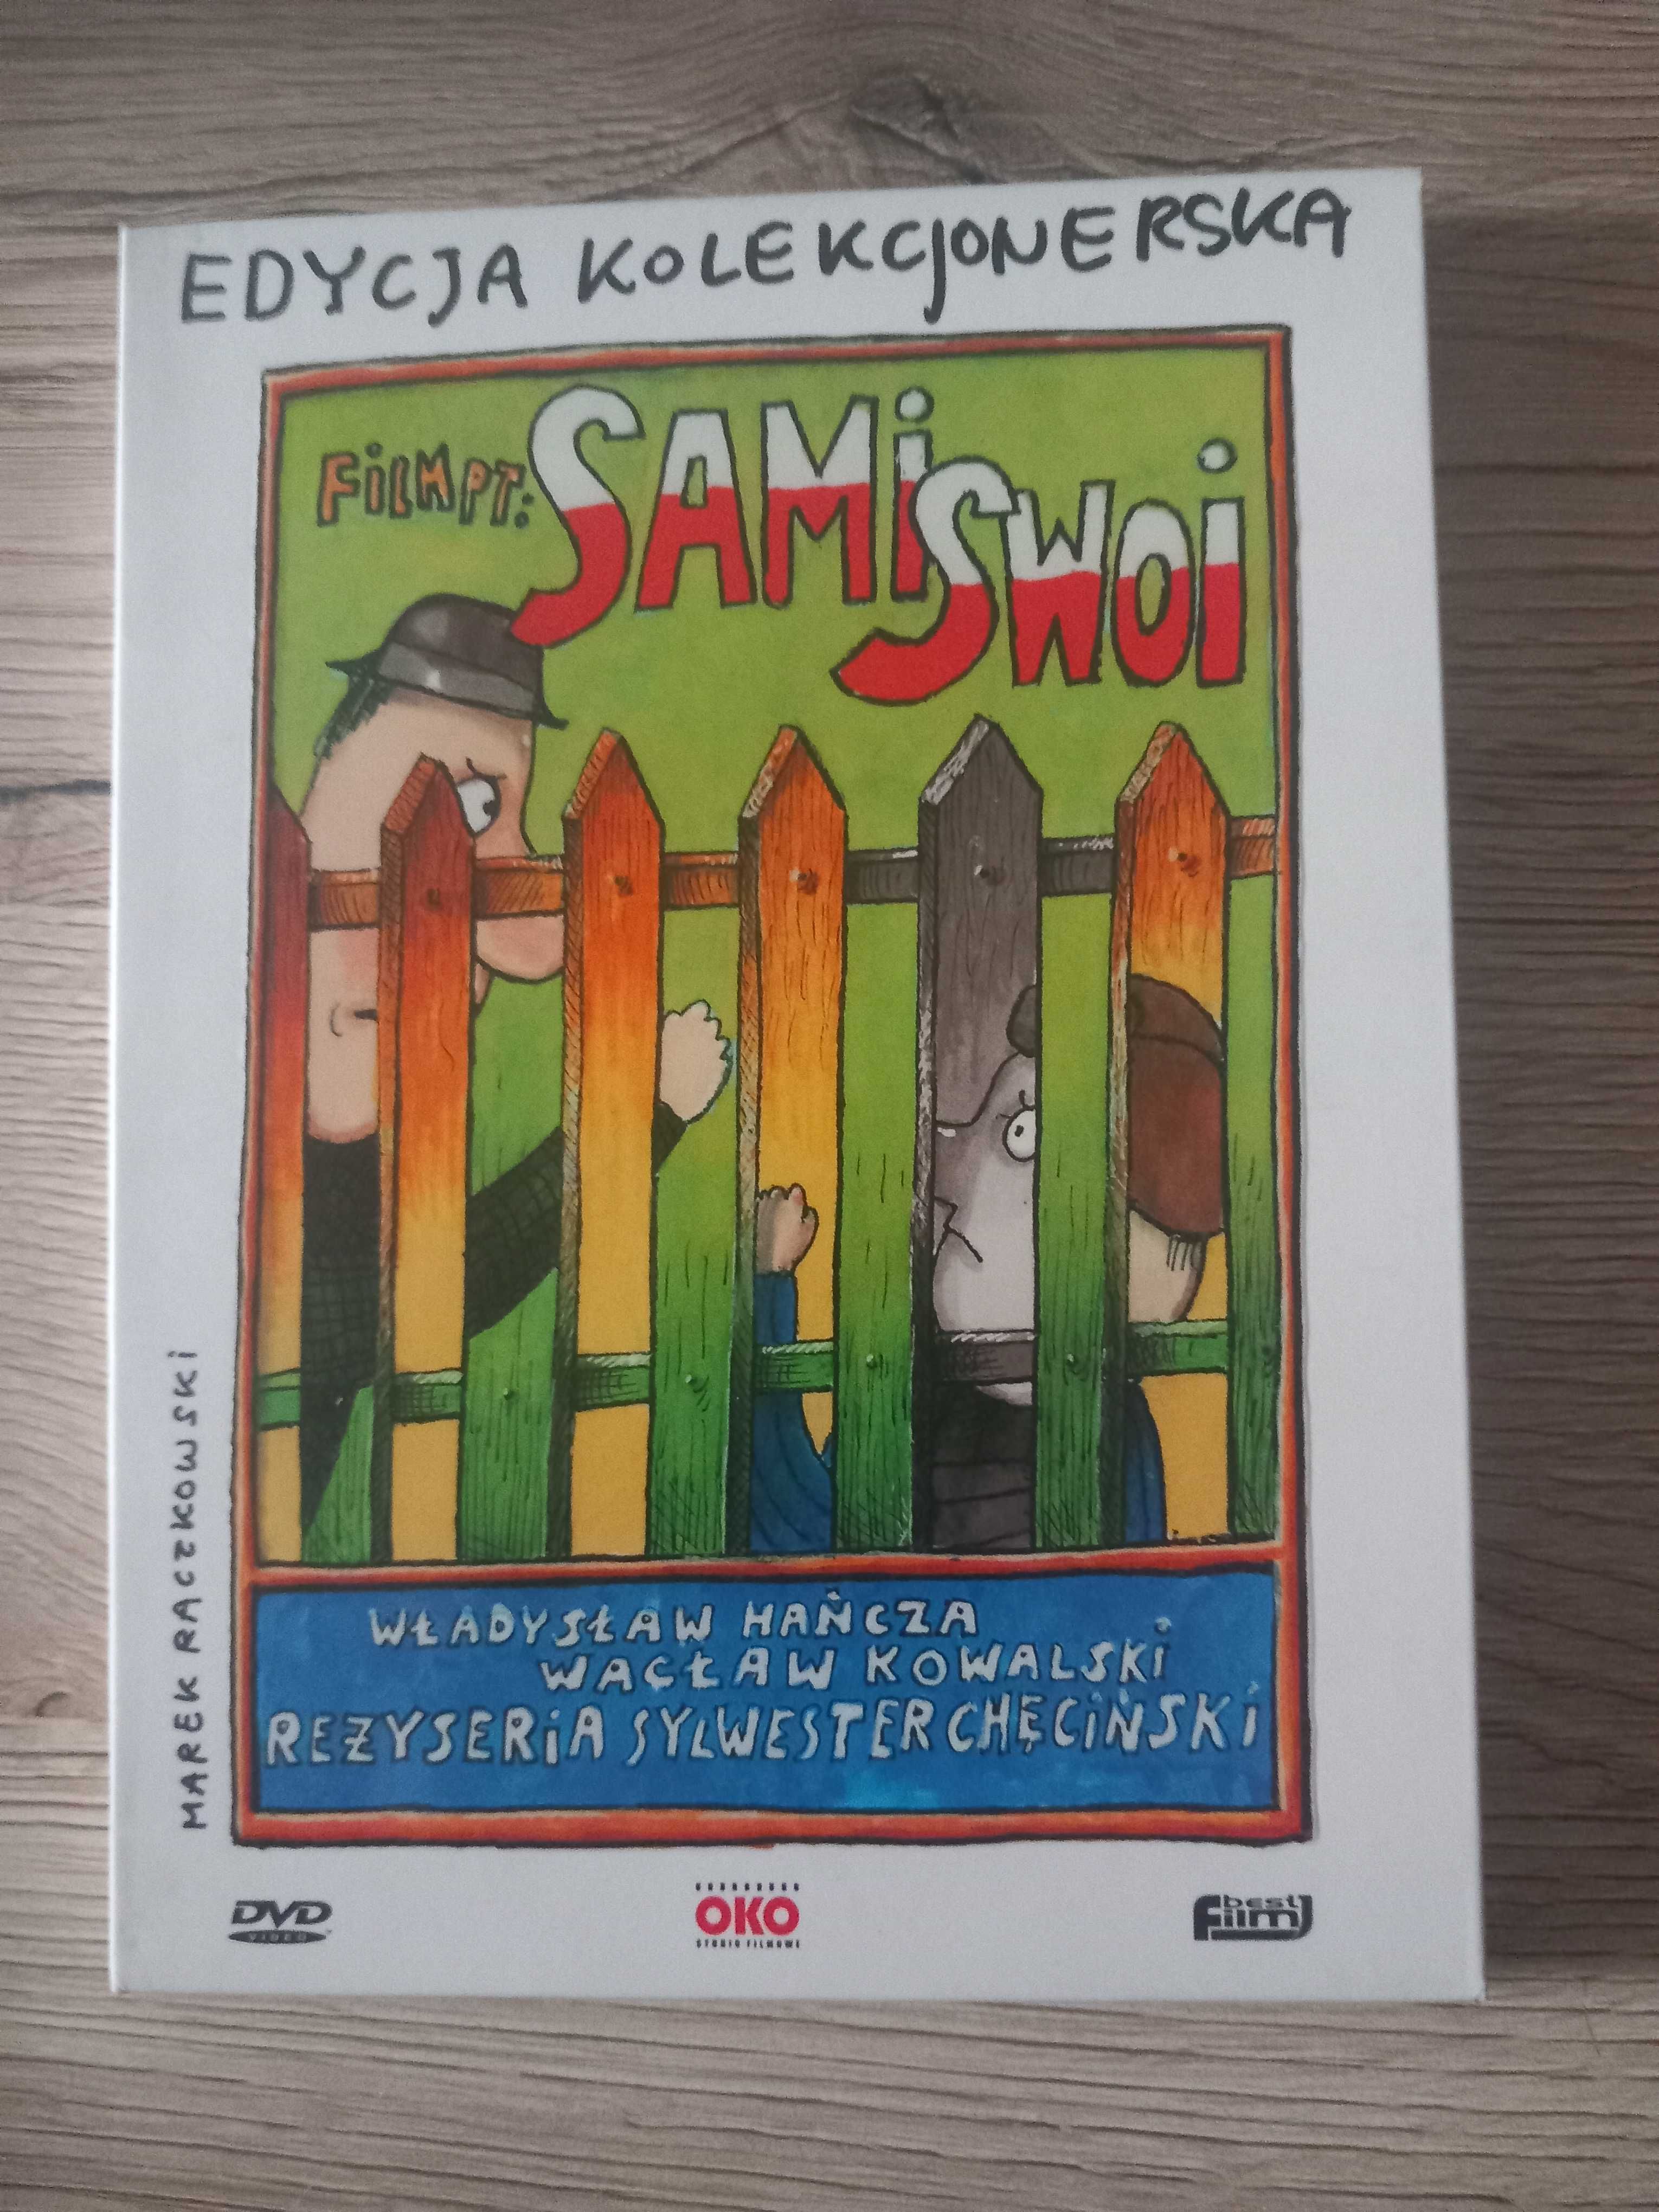 EDYCJA KOLEKCJONERSKA
FiLM PT:
SAMi
SWOi
MAREK RACZKOWSKi
WŁADYSŁAW HAŃCZA
WACŁAW KOWALSKi
REŻYSERiA SYLWESTER CHĘCiŃSKi
DVD
VIDEO
OKO
STUDIO FILMOWE
best
Film